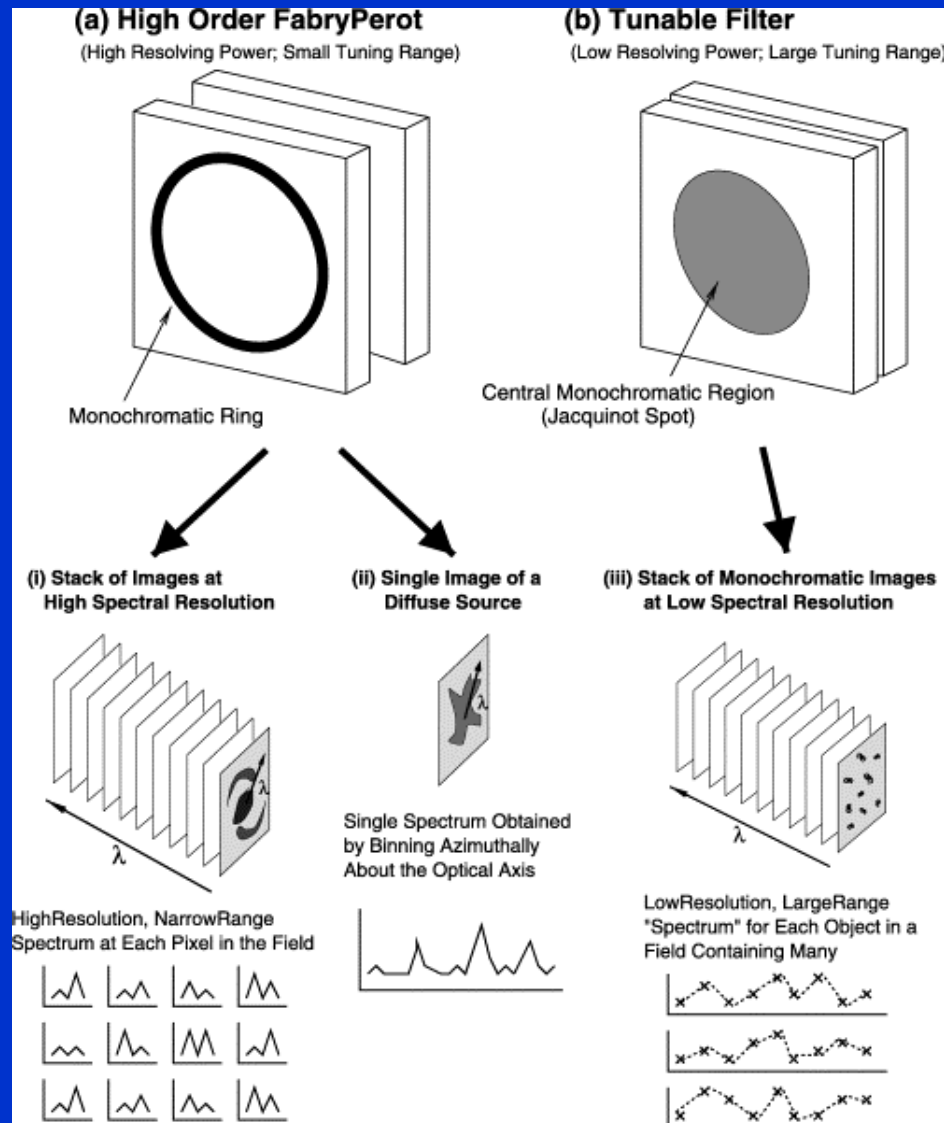 (a) High Order FabryPerot
(High Resolving Power; Small Tuning Range)
(b) Tunable Filter
(Low Resolving Power; Large Tuning Range)
Monochromatic Ring
Central Monochromatic Region
(Jacquinot Spot)
(i) Stack of Images at
High Spectral Resolution
(ii) Single Image of a
Diffuse Source
(iii) Stack of Monochromatic Images
at Low Spectral Resolution
λ
λ
λ
λ
Single Spectrum Obtained
by Binning Azimuthally
About the Optical Axis
HighResolution, NarrowRange
Spectrum at Each Pixel in the Field
LowResolution, LargeRange
"Spectrum" for Each Object in a
Field Containing Many